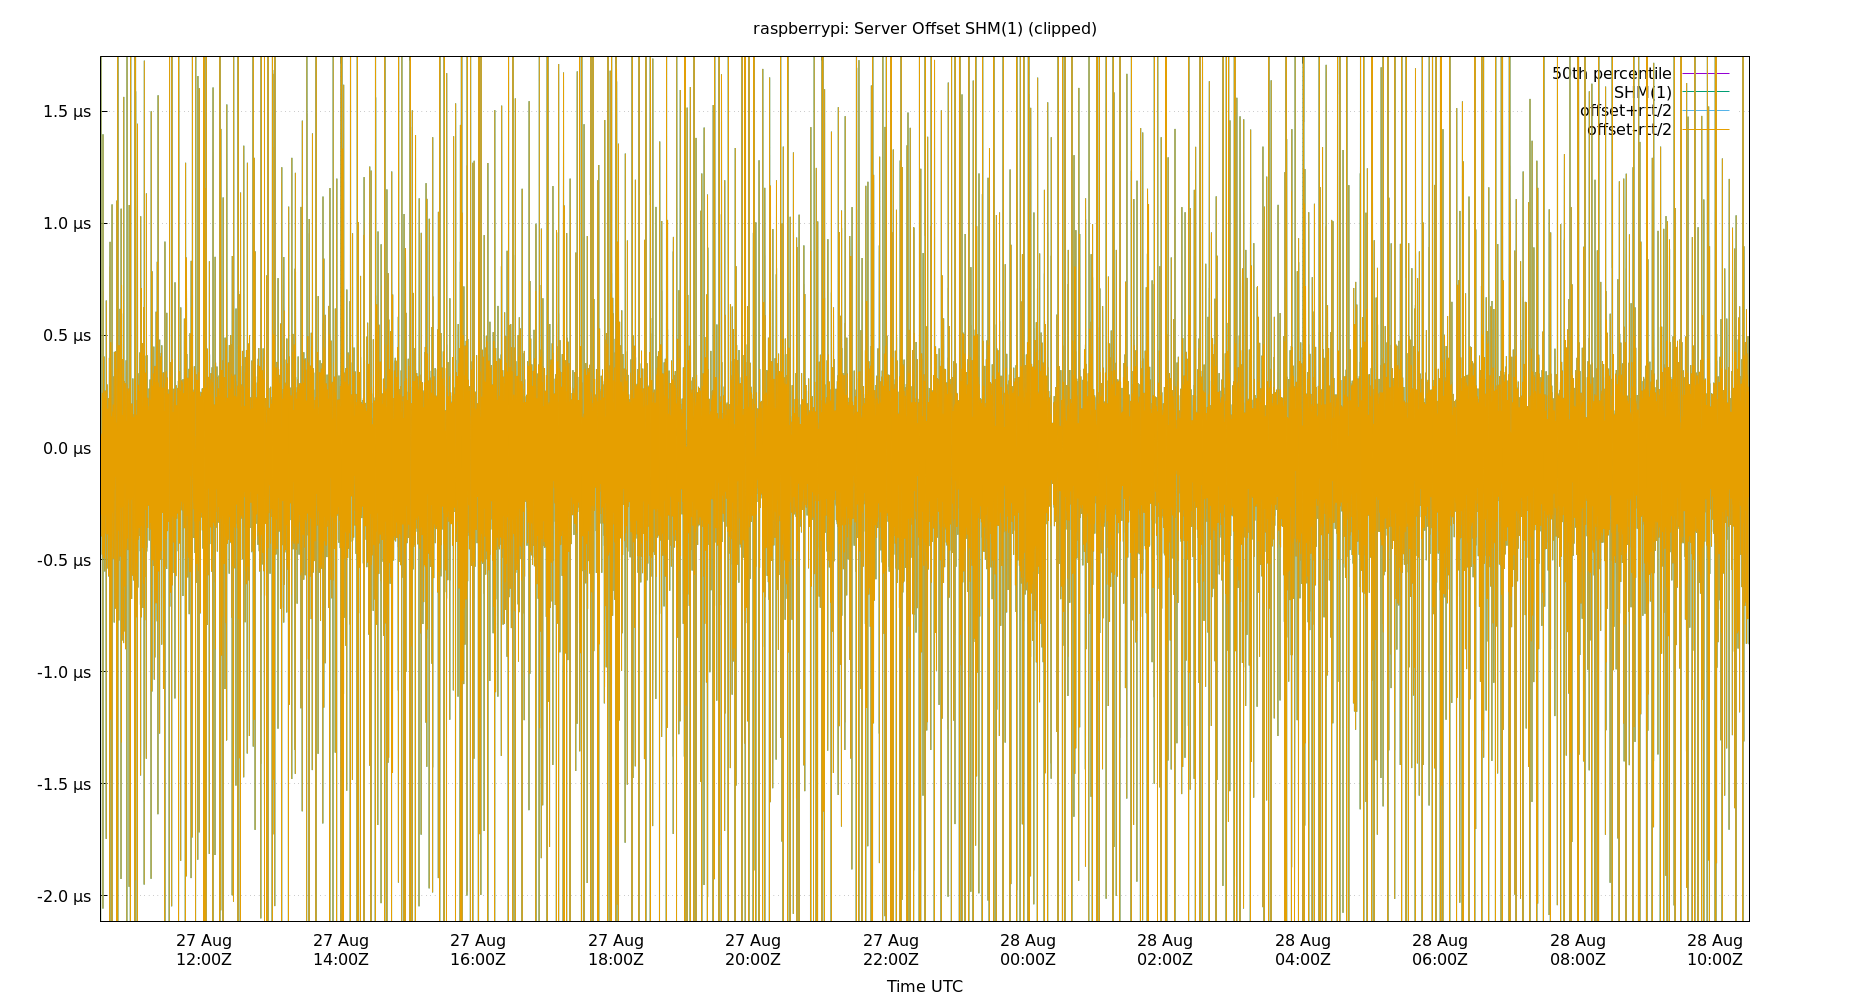 raspberrypi: Server Offset SHM(1) (clipped)
50th percentile
SHM(1)
offset+rtt/2
offset-rtt/2
1.5 µs
1.0 µs
0.5 µs
0.0 µs
-0.5 µs
-1.0 µs
-1.5 µs
-2.0 µs
27 Aug 27 Aug 27 Aug 27 Aug 27 Aug 27 Aug 28 Aug 28 Aug 28 Aug 28 Aug 28 Aug 28 Aug
12:00Z 14:00Z 16:00Z 18:00Z 20:00Z 22:00Z 00:00Z 02:00Z 04:00Z 06:00Z 08:00Z 10:00Z
Time UTC